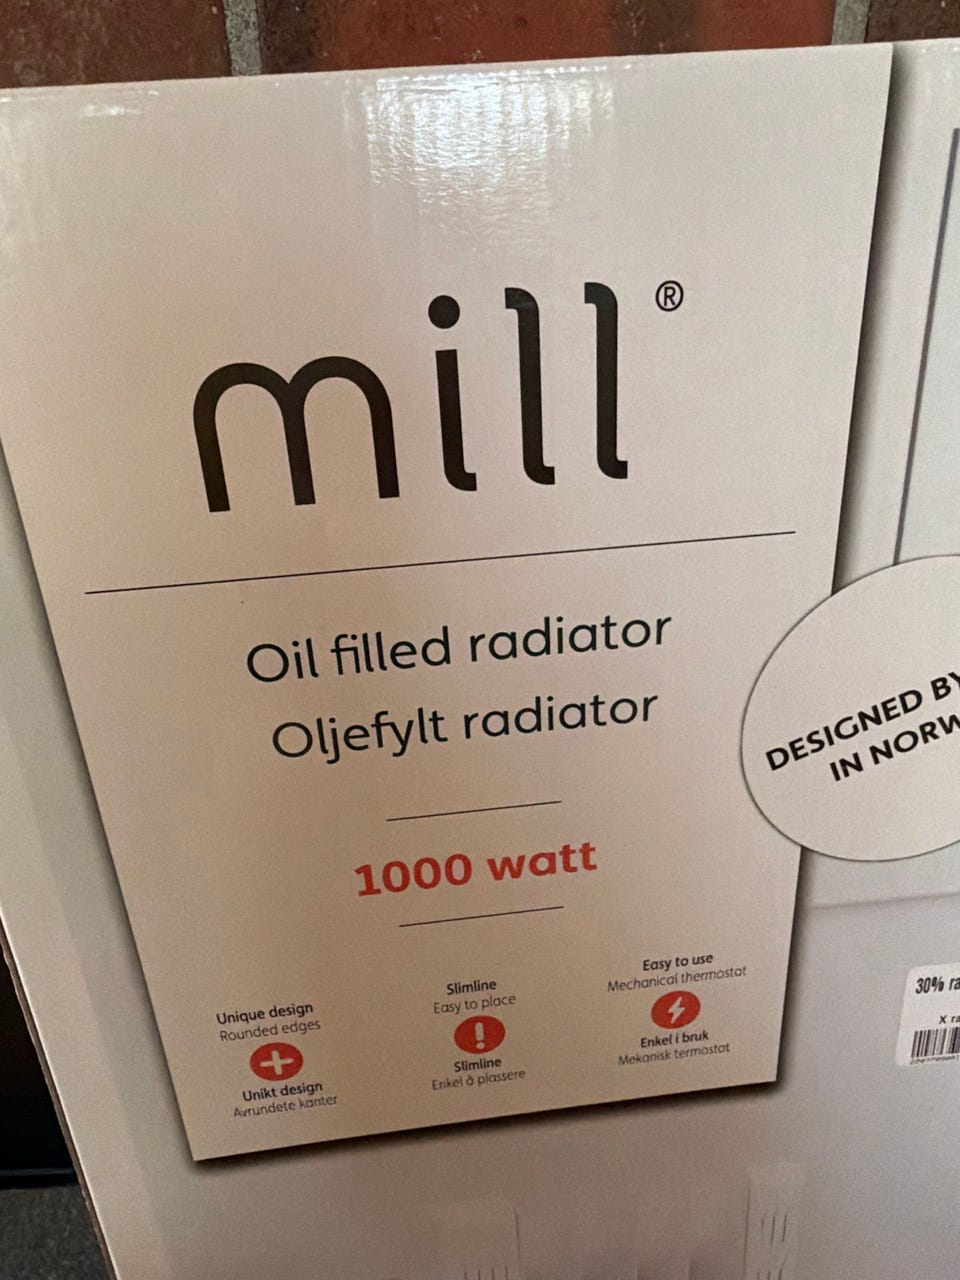 mill®
Oil filled radiator
Oljefylt radiator
1000 watt
Unique design
Rounded edges
Unikt design
Avrundete kanter
Slimline
Easy to place
Slimline
Enkel å plassere
Easy to use
Mechanical thermostat
Enkel i bruk
Mekanisk termostat
DESIGNED BY
IN NORW
30% ra
X ra